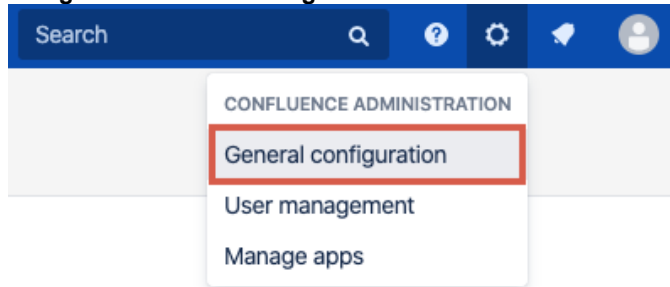 Search
CONFLUENCE ADMINISTRATION
General configuration
User management
Manage apps